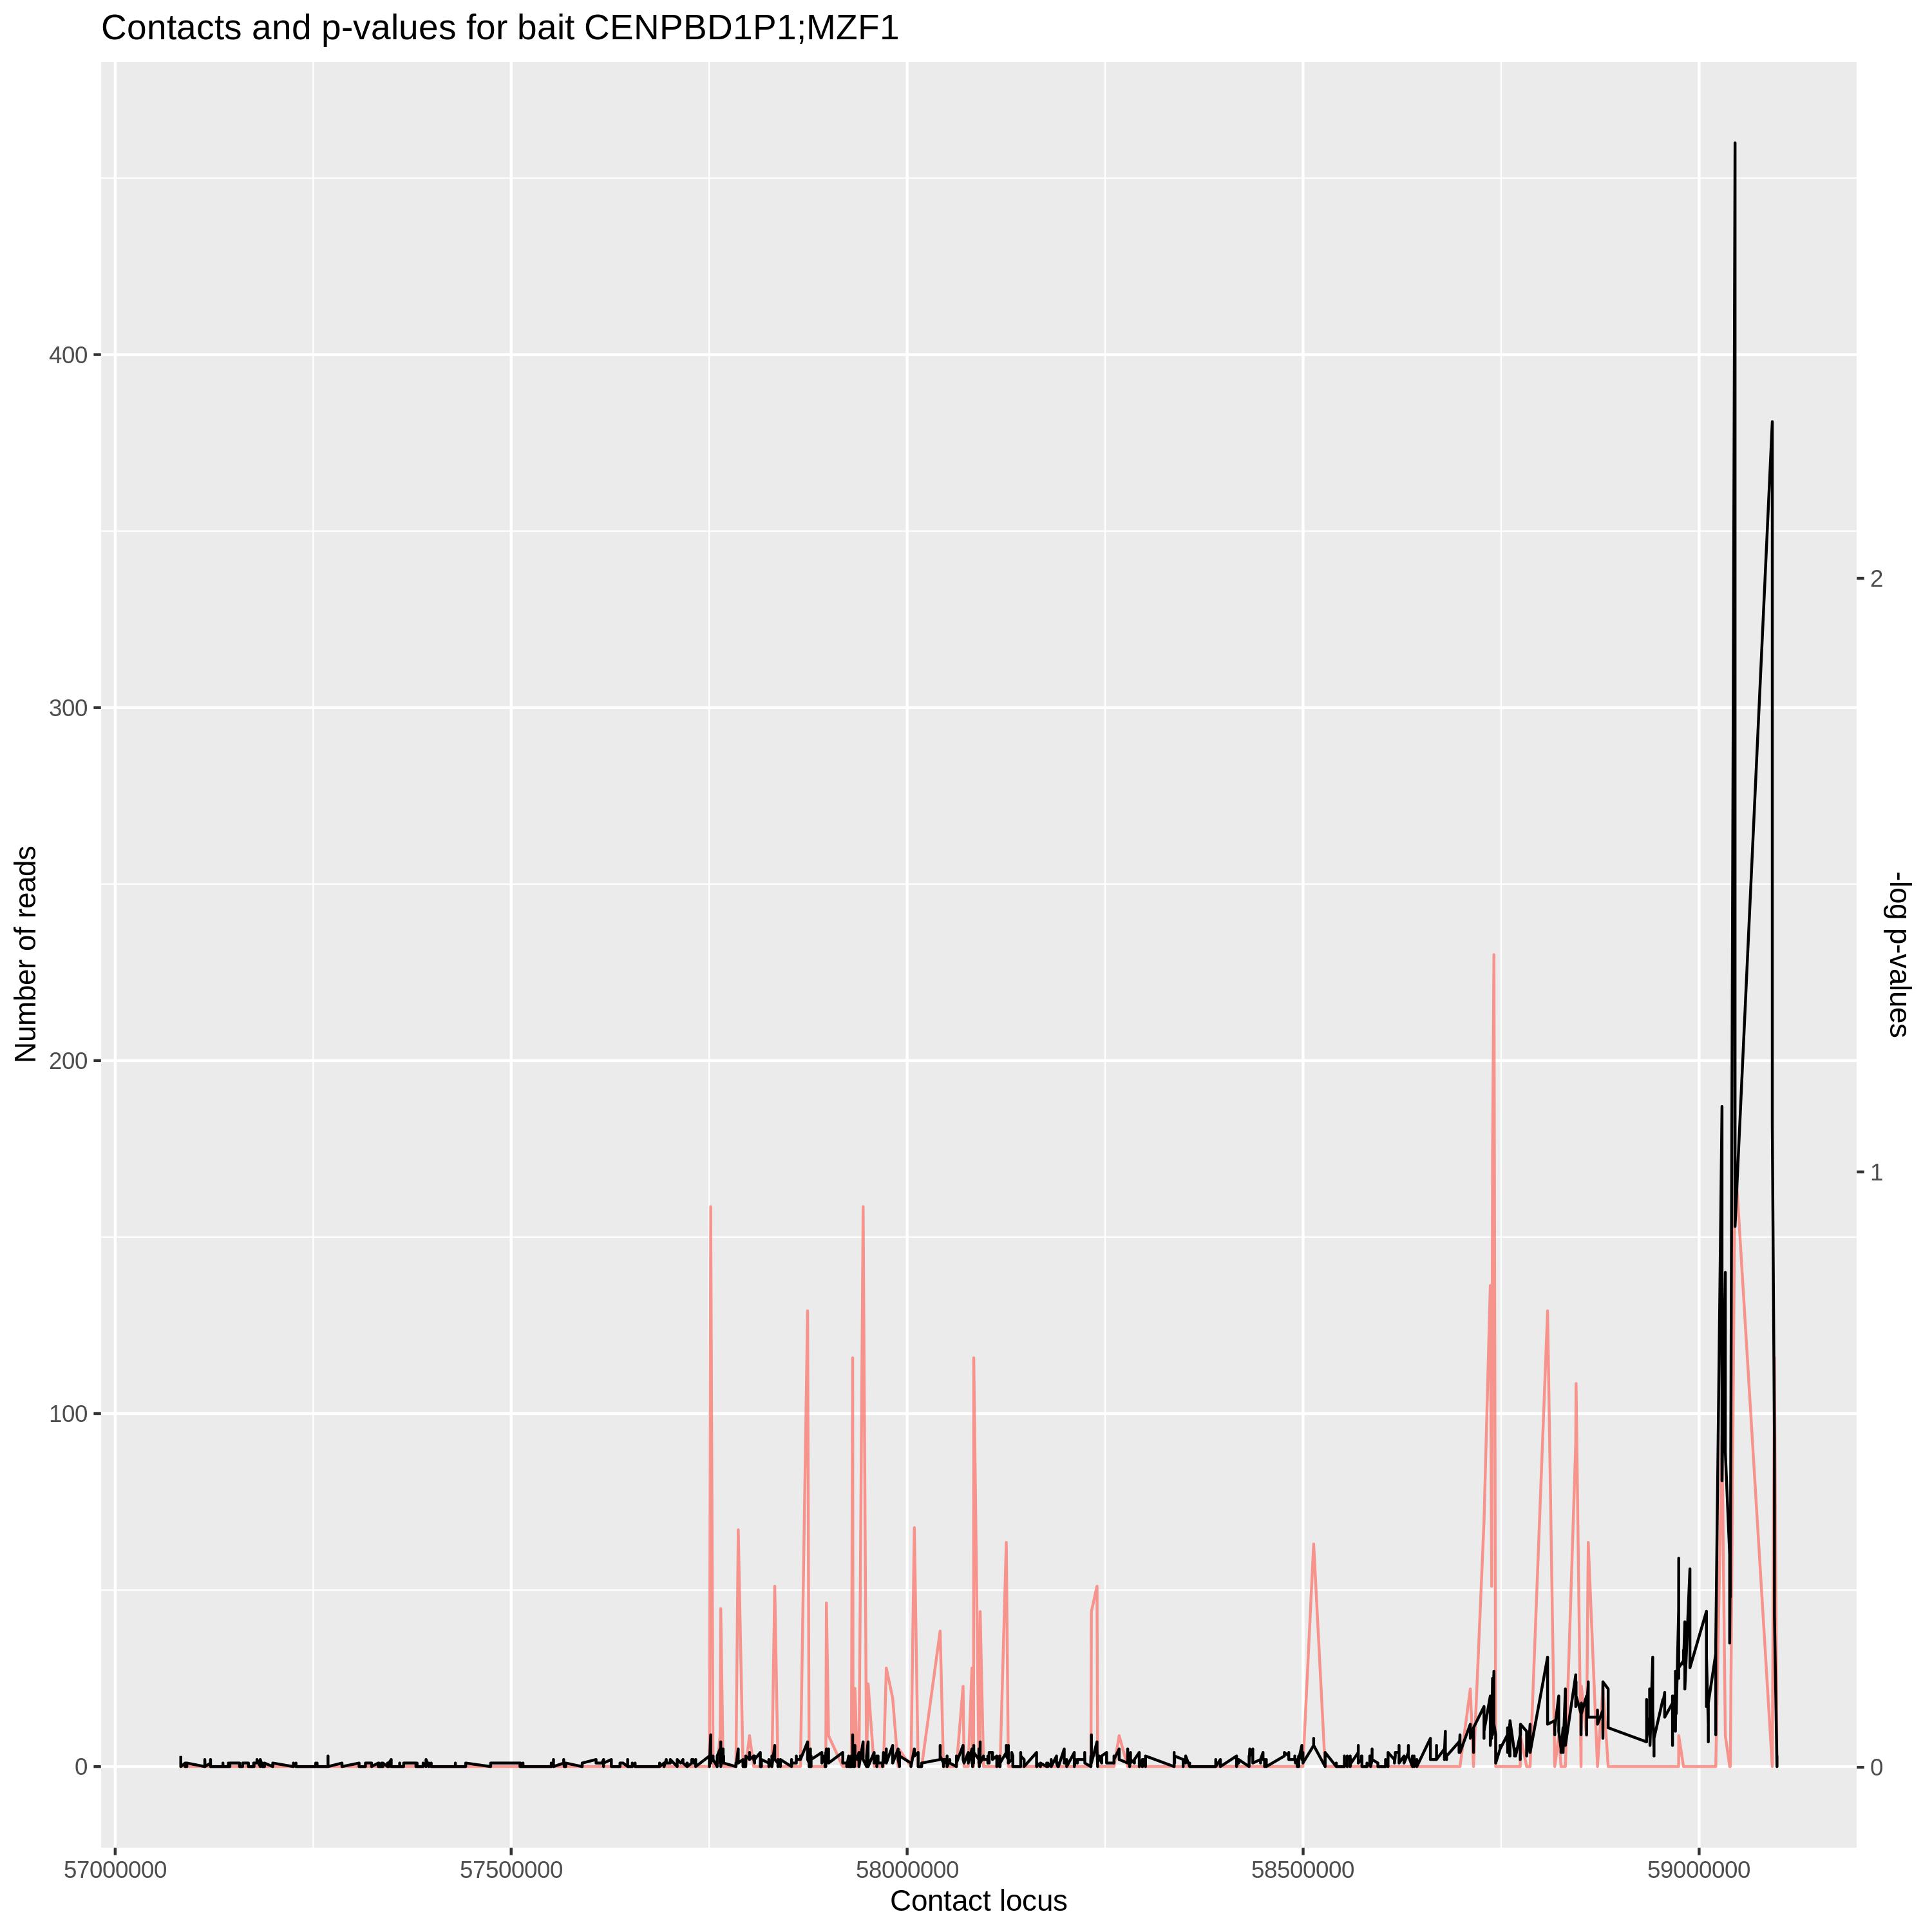 Contacts and p-values for bait CENPBD1P1;MZF1
400
300
200
100
0
Number of reads
2
1
0
-log p-values
57000000 57500000 58000000 58500000 59000000
Contact locus